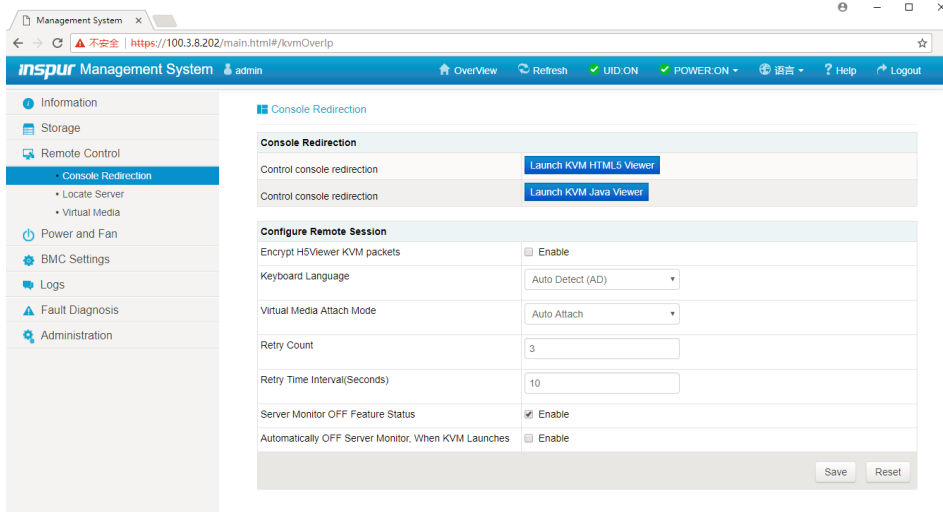 Management System
不安全 | https://100.3.8.202/main.html#/kvmOverIp
inspur Management System admin OverView Refresh UID:ON POWER:ON 语言 Help Logout
Information
Storage
Remote Control
• Console Redirection
• Locate Server
• Virtual Media
Power and Fan
BMC Settings
Logs
Fault Diagnosis
Administration
Console Redirection
Console Redirection
Control console redirection Launch KVM HTML5 Viewer
Control console redirection Launch KVM Java Viewer
Configure Remote Session
Encrypt H5Viewer KVM packets Enable
Keyboard Language Auto Detect (AD)
Virtual Media Attach Mode Auto Attach
Retry Count 3
Retry Time Interval(Seconds) 10
Server Monitor OFF Feature Status Enable
Automatically OFF Server Monitor, When KVM Launches Enable
Save Reset